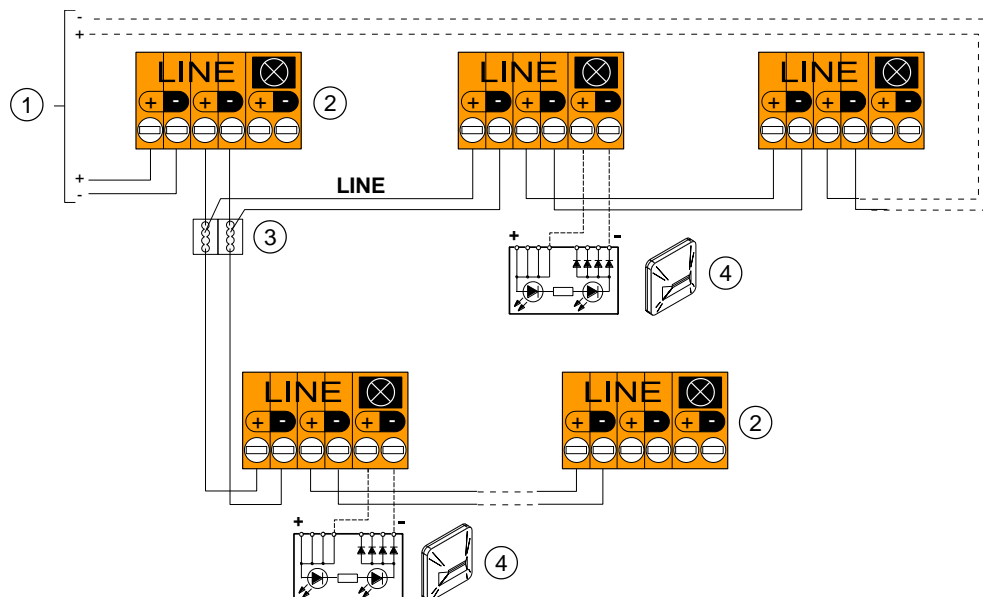 -
+
LINE
LINE
LINE
+ - + - + -
+ - + - + -
+ - + - + -
1
2
+
-
LINE
3
+ -
4
LINE
LINE
+ - + - + -
+ - + - + -
2
+ -
4